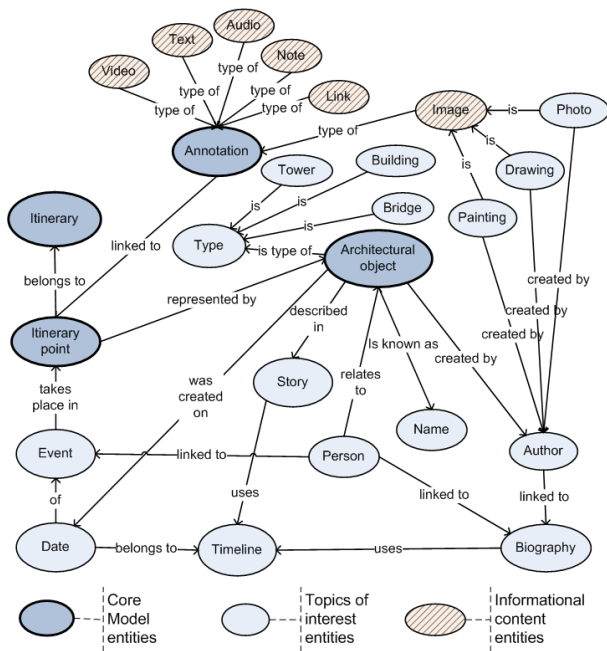 Audio
Text
Note
Video
type of
type of
Link
type of
type of
type of
Image
is
Photo
type of
Annotation
is
Drawing
Building
Tower
is
is
is
Painting
Itinerary
Bridge
is
Type
linked to
is type of
Architectural
object
belongs to
represented by
created by
described
in
created by
created by
Itinerary
point
Is known as
created by
was
created
on
takes
place in
relates
to
Story
Name
Event
linked to
Person
Author
of
uses
linked to
linked to
Date
belongs to
Timeline
uses
Biography
Core
Model
entities
Topics of
interest
entities
Informational
content
entities